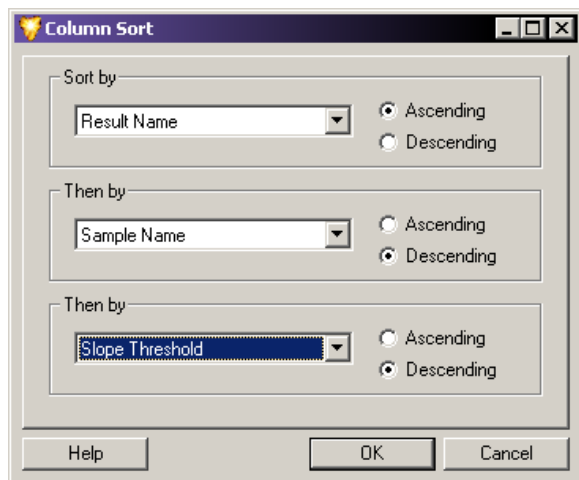 Column Sort
Sort by
Result Name
Ascending
Descending
Then by
Sample Name
Ascending
Descending
Then by
Slope Threshold
Ascending
Descending
Help
OK
Cancel